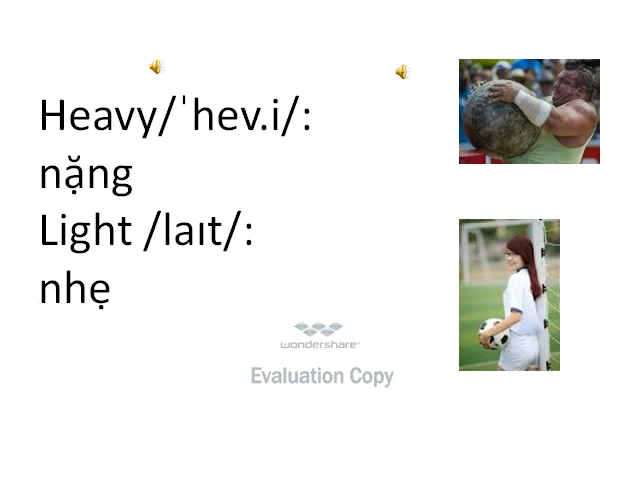 Heavy/ˈhev.i/:
nặng
Light /laɪt/:
nhẹ
wondershare
Evaluation Copy